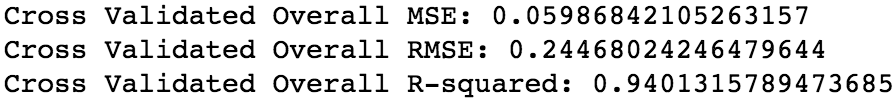 Cross Validated Overall MSE: 0.05986842105263157
Cross Validated Overall RMSE: 0.24468024246479644
Cross Validated Overall R-squared: 0.9401315789473685